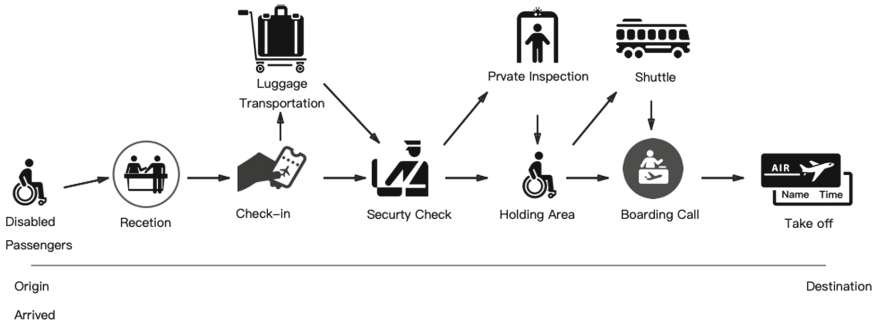 Luggage
Transportation
Prvate Inspection
Shuttle
AIR
Name Time
Disabled
Passengers
Recetion
Check-in
Securty Check
Holding Area
Boarding Call
Take off
Origin
Destination
Arrived